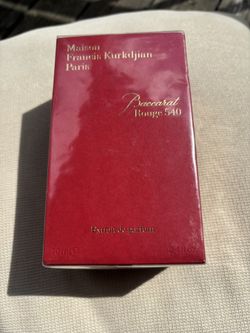 Maison
Francis Kurkdjian
Paris
Baccarat
Rouge 540
Extrait de parfum